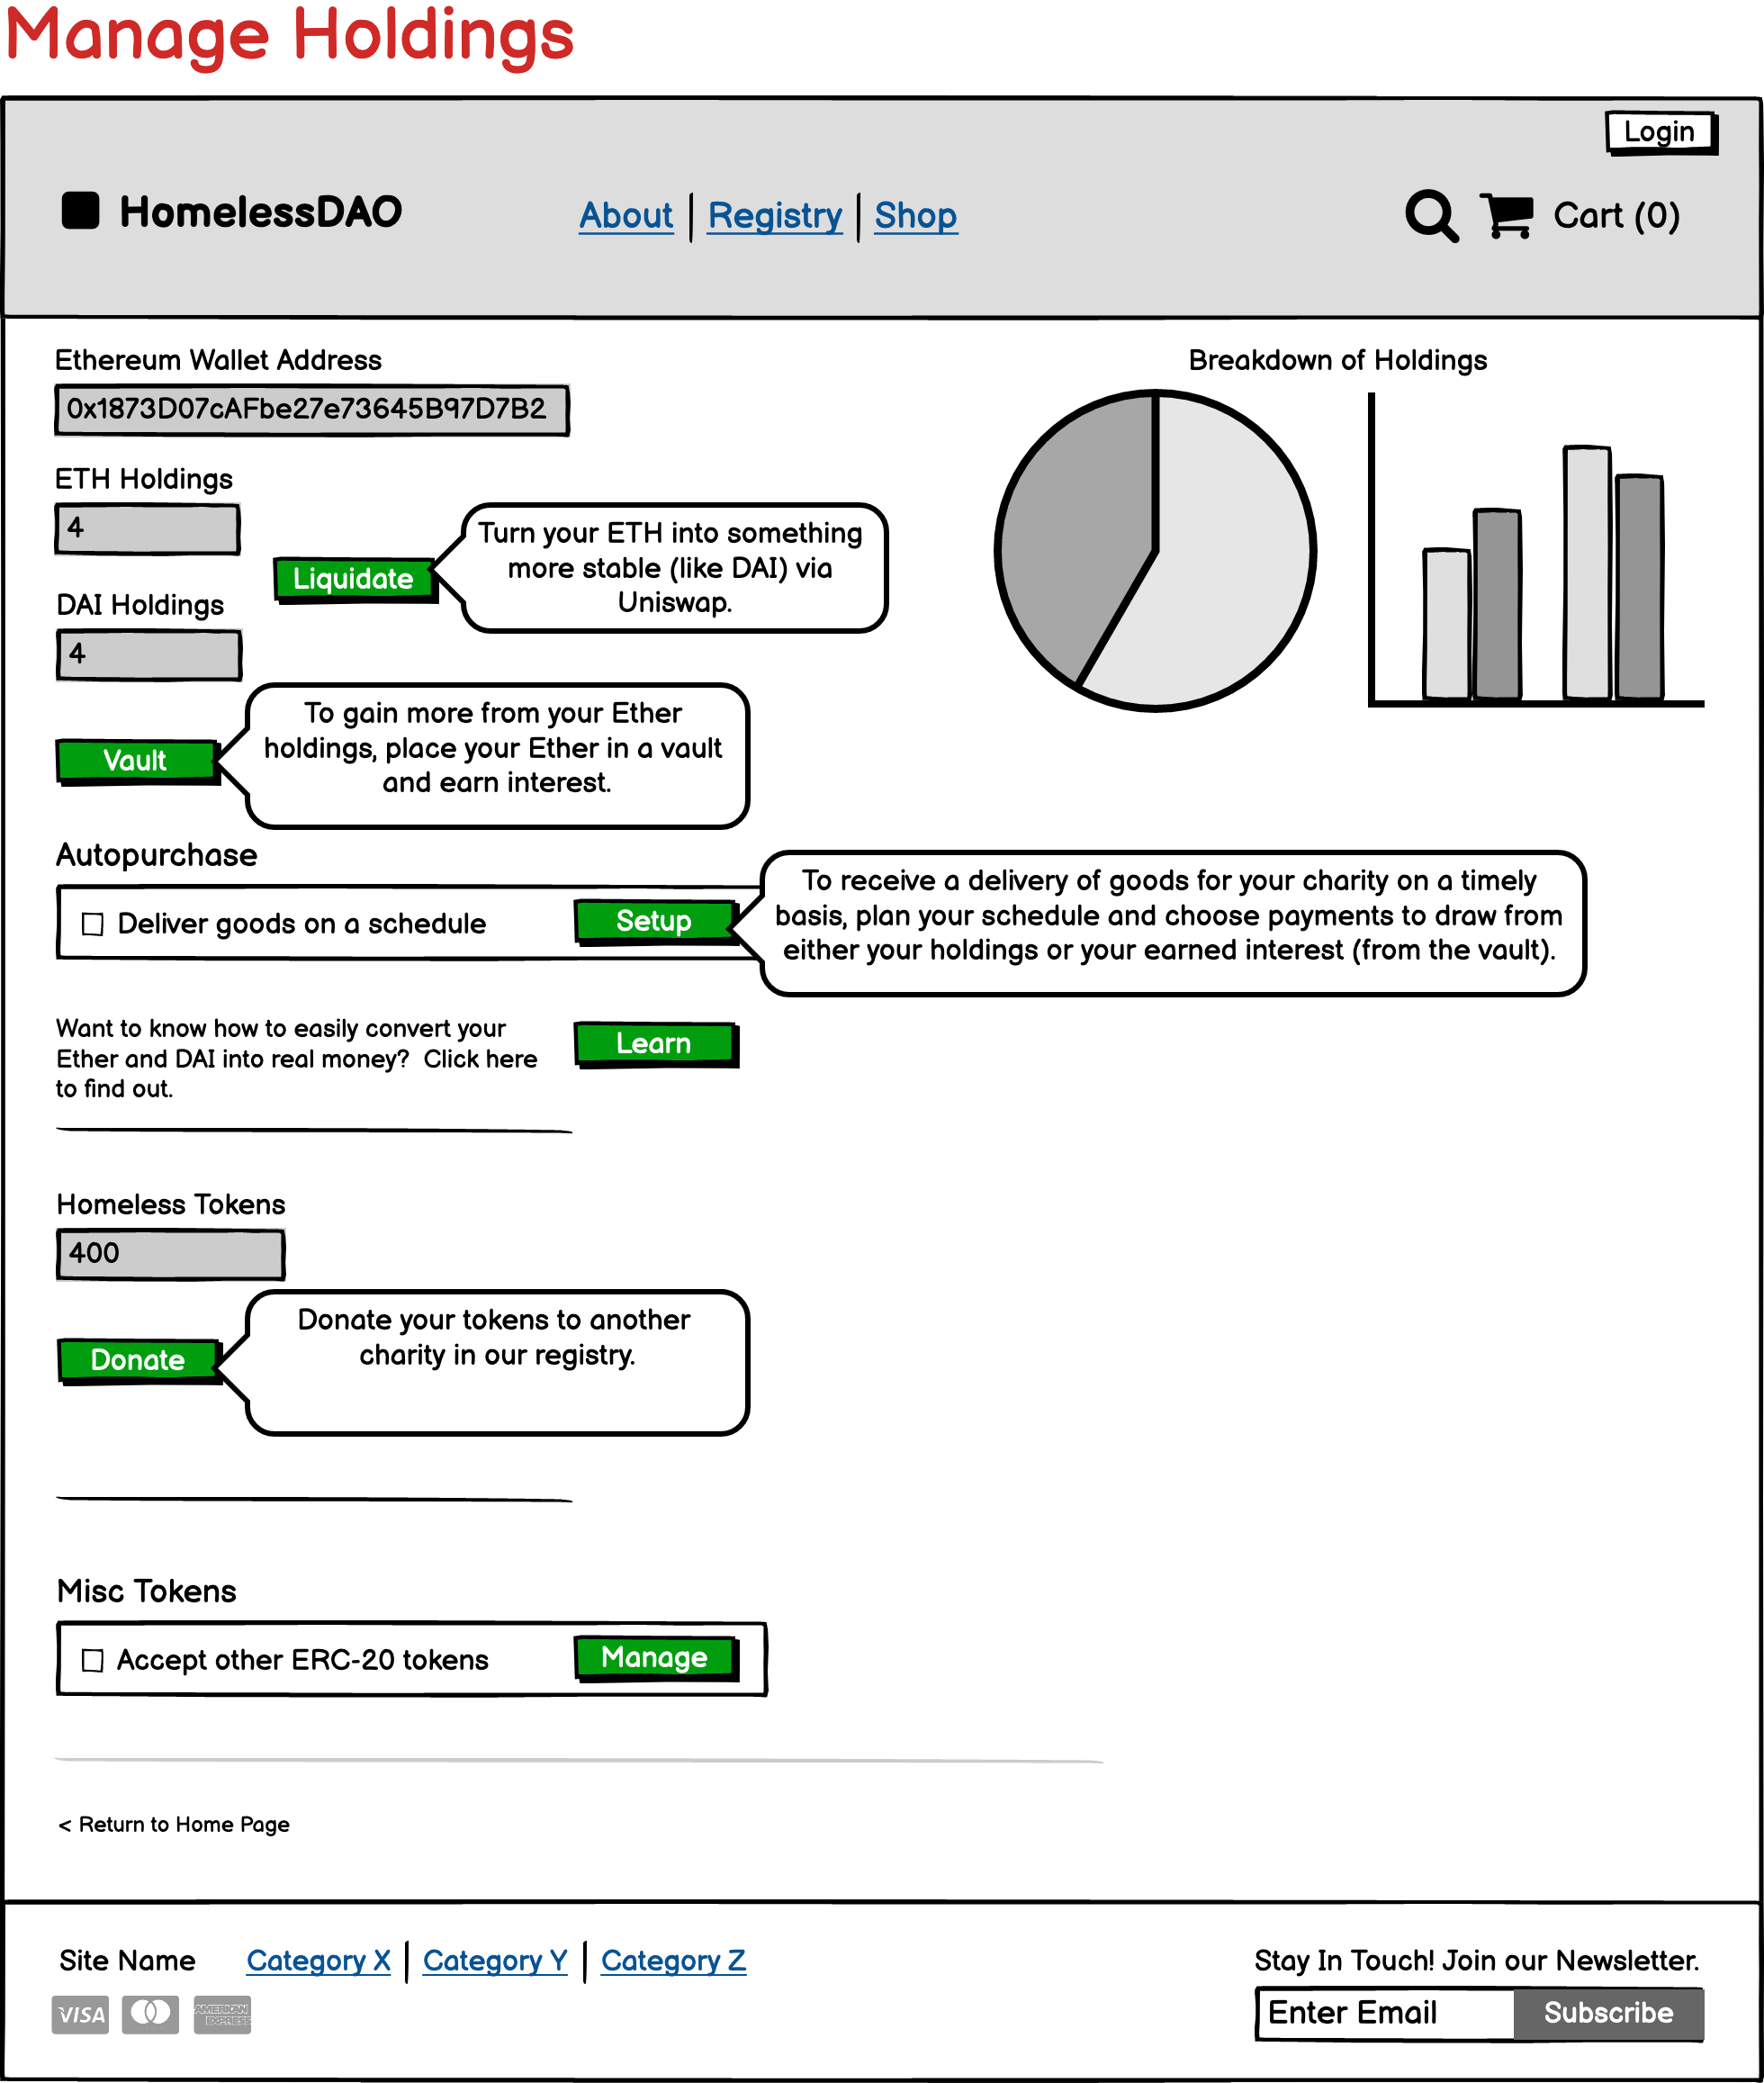 Manage Holdings
Login
HomelessDAO
About | Registry | Shop
Cart (0)
Ethereum Wallet Address
0x1873D07cAFbe27e73645B97D7B2
Breakdown of Holdings
ETH Holdings
4
Liquidate
Turn your ETH into something
more stable (like DAI) via
Uniswap.
DAI Holdings
4
Vault
To gain more from your Ether
holdings, place your Ether in a vault
and earn interest.
Autopurchase
Deliver goods on a schedule
Setup
To receive a delivery of goods for your charity on a timely
basis, plan your schedule and choose payments to draw from
either your holdings or your earned interest (from the vault).
Want to know how to easily convert your
Ether and DAI into real money?  Click here
to find out.
Learn
Homeless Tokens
400
Donate
Donate your tokens to another
charity in our registry.
Misc Tokens
Accept other ERC-20 tokens
Manage
< Return to Home Page
Site Name
Category X | Category Y | Category Z
VISA
AMERICAN
EXPRESS
Stay In Touch! Join our Newsletter.
Enter Email
Subscribe